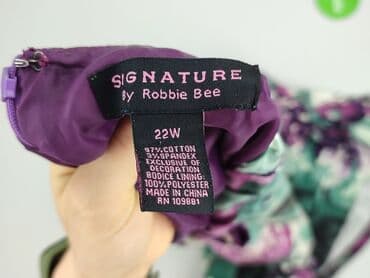 SIGNATURE
By Robbie Bee
22W
97%COTTON
3%SPANDEX
EXCLUSIVE OF
DECORATION
BODICE LINING:
100%POLYESTER
MADE IN CHINA
RN 109881